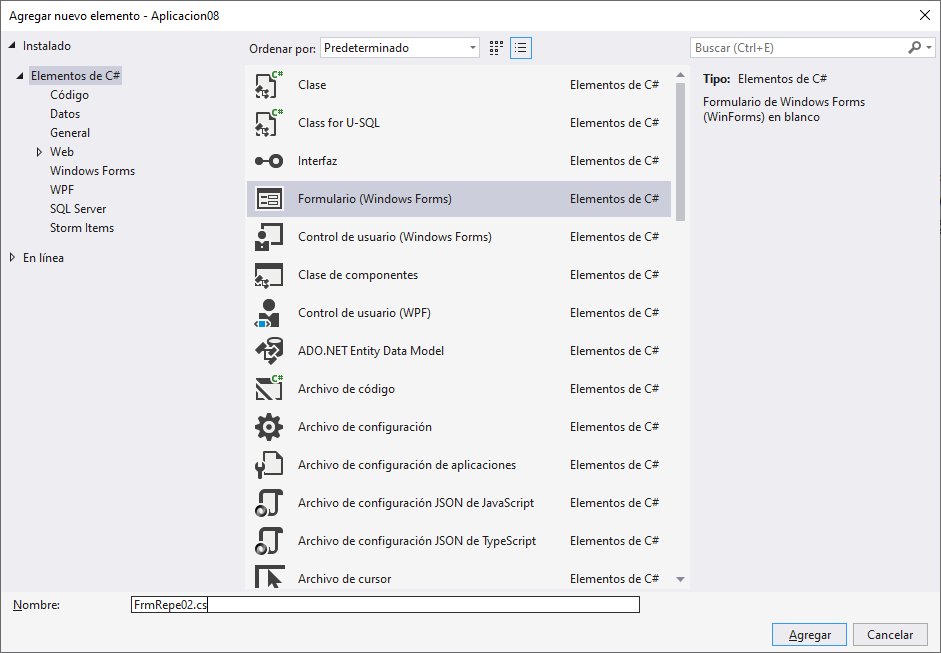 Agregar nuevo elemento - Aplicacion08
Instalado
Elementos de C#
Código
Datos
General
Web
Windows Forms
WPF
SQL Server
Storm Items
En línea
Ordenar por: Predeterminado
Buscar (Ctrl+E)
C# Clase Elementos de C#
C# Class for U-SQL Elementos de C#
Interfaz Elementos de C#
Formulario (Windows Forms) Elementos de C#
Control de usuario (Windows Forms) Elementos de C#
Clase de componentes Elementos de C#
Control de usuario (WPF) Elementos de C#
ADO.NET Entity Data Model Elementos de C#
C# Archivo de código Elementos de C#
Archivo de configuración Elementos de C#
Archivo de configuración de aplicaciones Elementos de C#
Archivo de configuración JSON de JavaScript Elementos de C#
Archivo de configuración JSON de TypeScript Elementos de C#
Archivo de cursor Elementos de C#
Tipo: Elementos de C#
Formulario de Windows Forms
(WinForms) en blanco
Nombre: FrmRepe02.cs
Agregar Cancelar